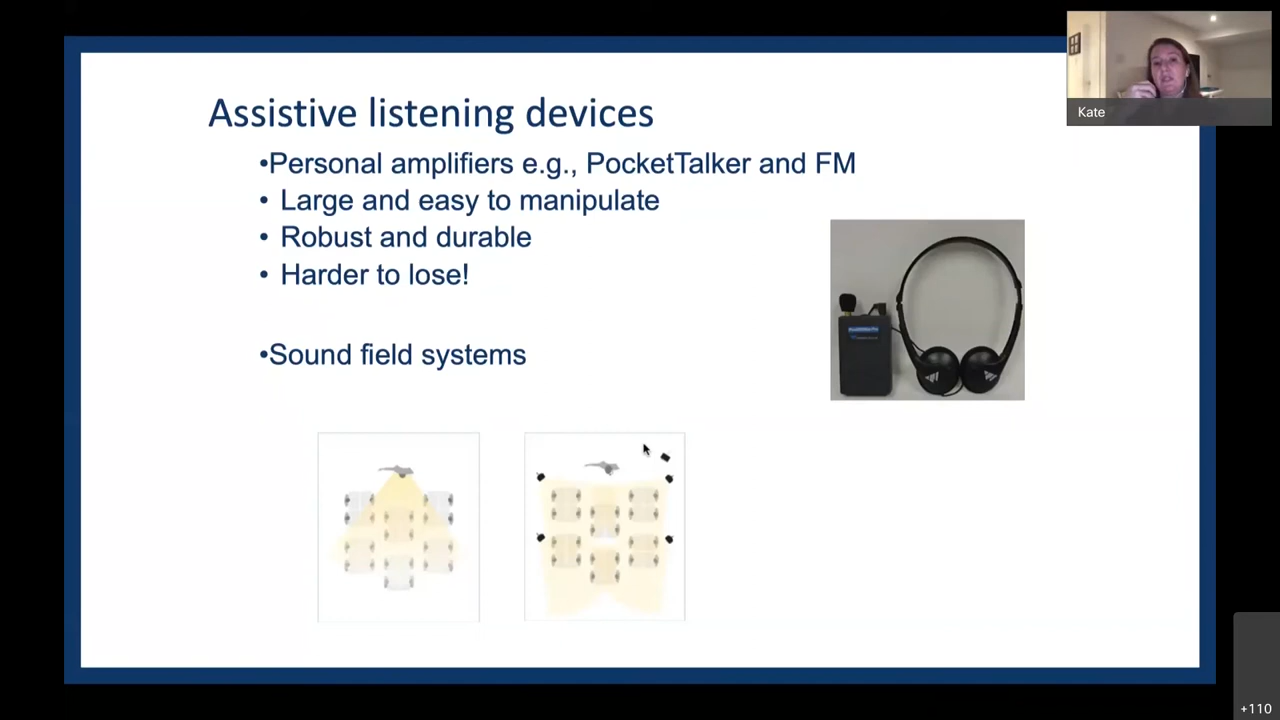 Kate
Assistive listening devices
•Personal amplifiers e.g., PocketTalker and FM
• Large and easy to manipulate
• Robust and durable
• Harder to lose!
•Sound field systems
+110